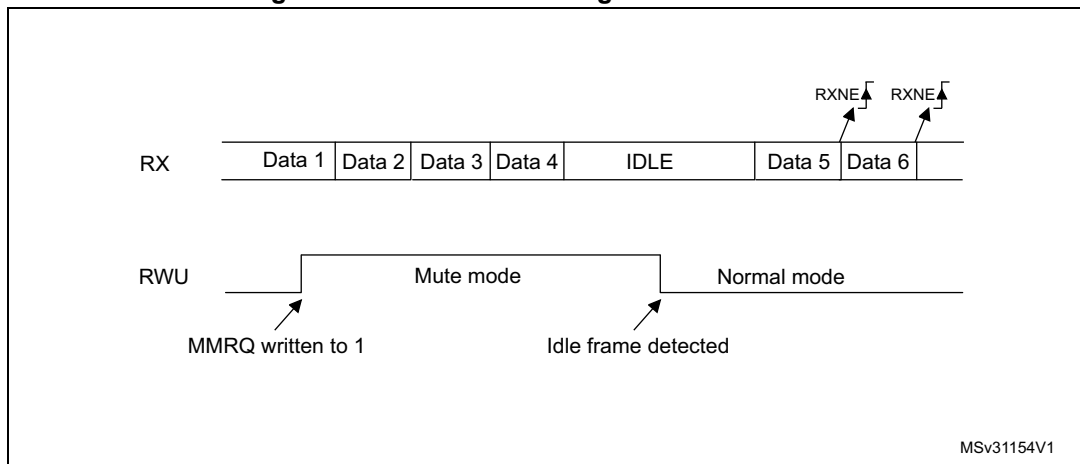 RXNE RXNE
RX Data 1 Data 2 Data 3 Data 4 IDLE Data 5 Data 6
RWU Mute mode Normal mode
MMRQ written to 1 Idle frame detected
MSv31154V1